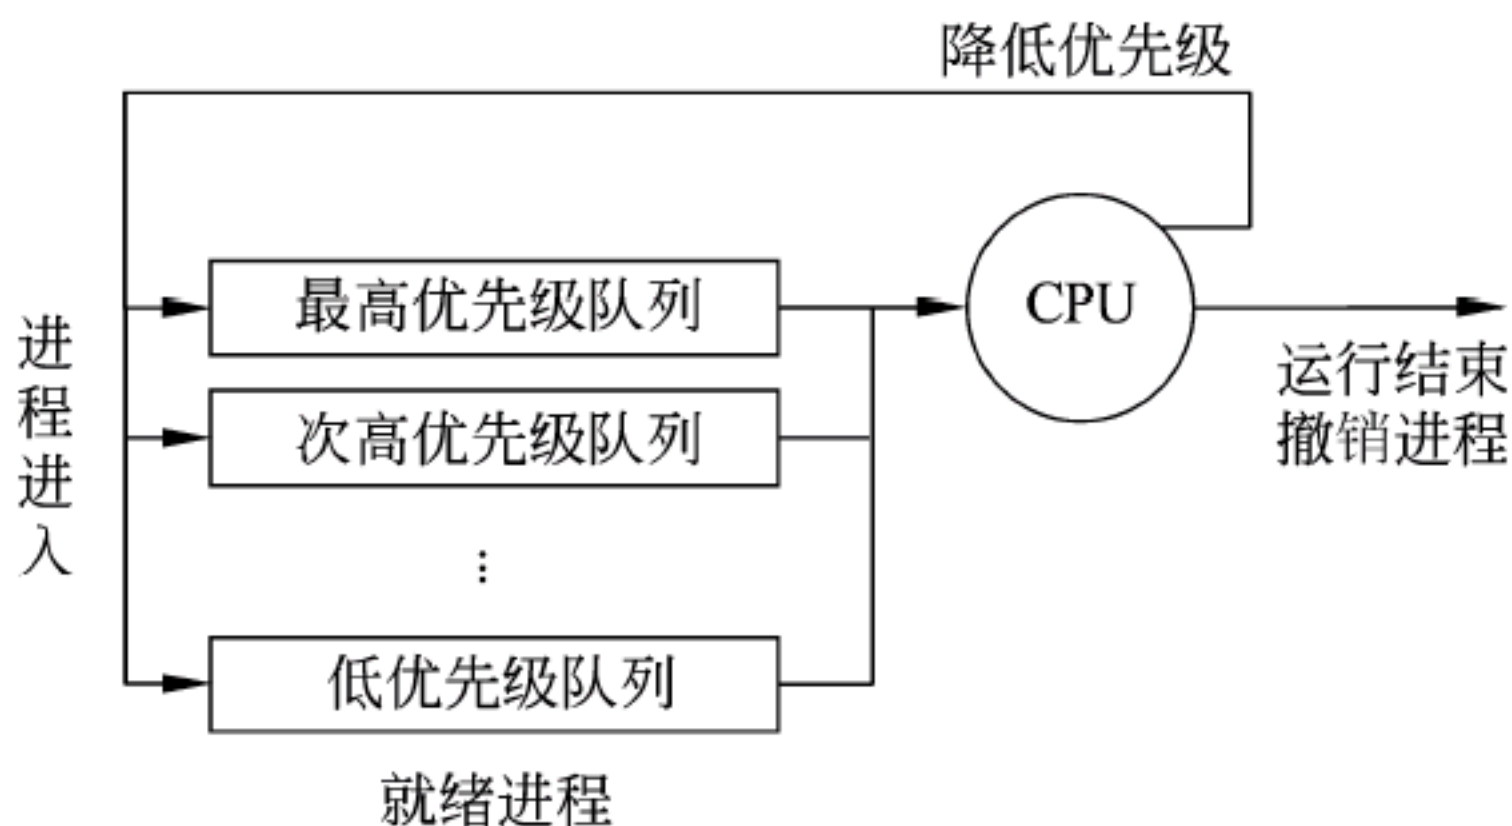 降低优先级
最高优先级队列
CPU
进程进入
次高优先级队列
运行结束
撤销进程
⋮
低优先级队列
就绪进程